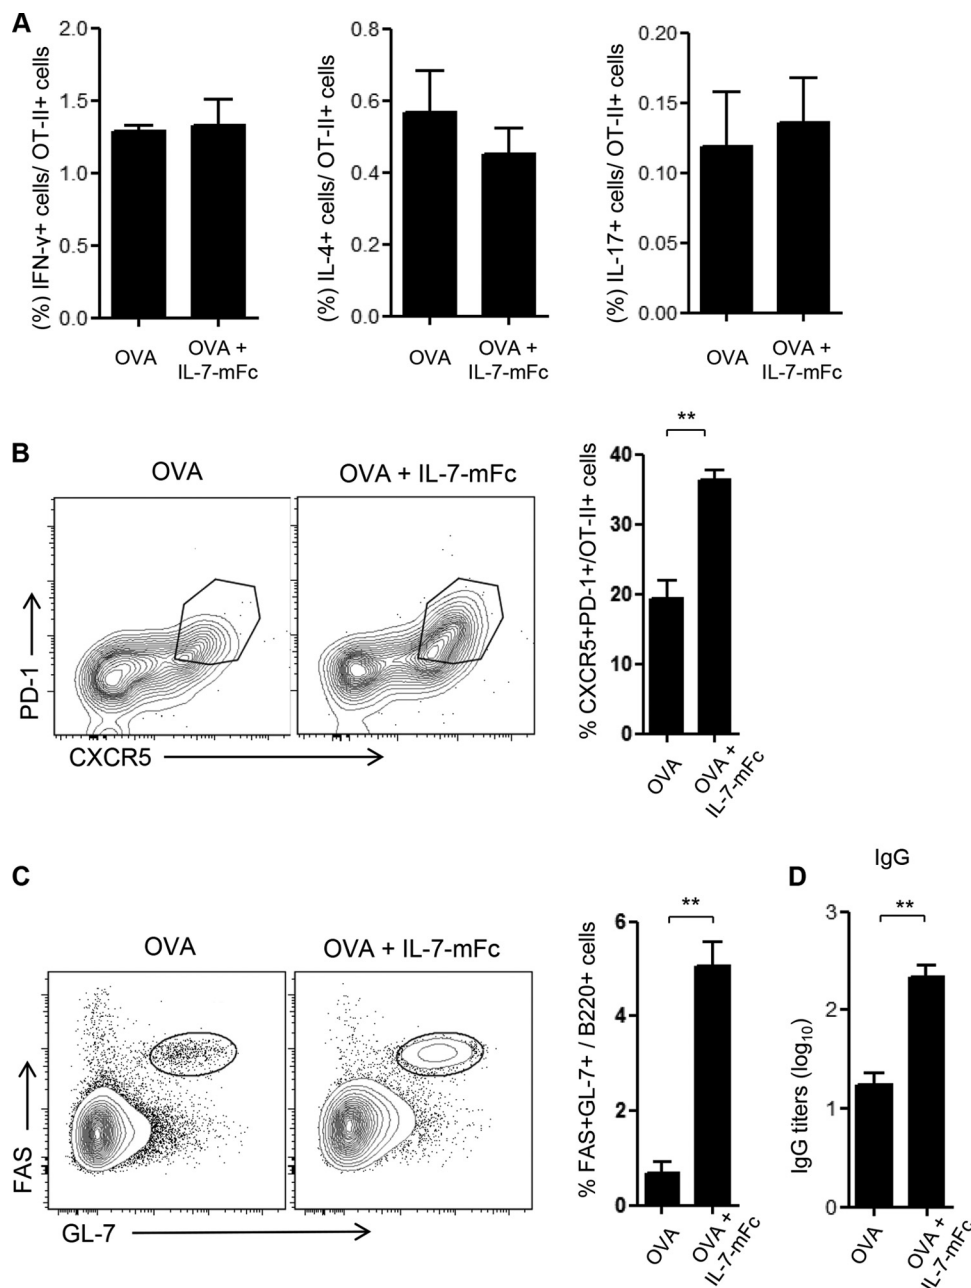 A
(%) IFN-γ+ cells/ OT-II+ cells
2.0
1.5
1.0
0.5
0.0
OVA
OVA +
IL-7-mFc
(%) IL-4+ cells/ OT-II+ cells
0.8
0.6
0.4
0.2
0.0
OVA
OVA +
IL-7-mFc
(%) IL-17+ cells/ OT-II+ cells
0.20
0.15
0.10
0.05
0.00
OVA
OVA +
IL-7-mFc
B
OVA
OVA + IL-7-mFc
PD-1
CXCR5
**
% CXCR5+PD-1+/OT-II+ cells
40
30
20
10
0
OVA
OVA +
IL-7-mFc
C
OVA
OVA + IL-7-mFc
FAS
GL-7
**
% FAS+GL-7+ / B220+ cells
6
4
2
0
OVA
OVA +
IL-7-mFc
D
IgG
**
IgG titers (log10)
3
2
1
0
OVA
OVA +
IL-7-mFc